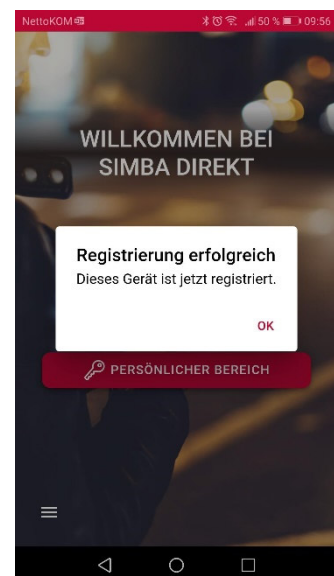 NettoKOM 50 % 09:56
WILLKOMMEN BEI
SIMBA DIREKT
Registrierung erfolgreich
Dieses Gerät ist jetzt registriert.
OK
PERSÖNLICHER BEREICH